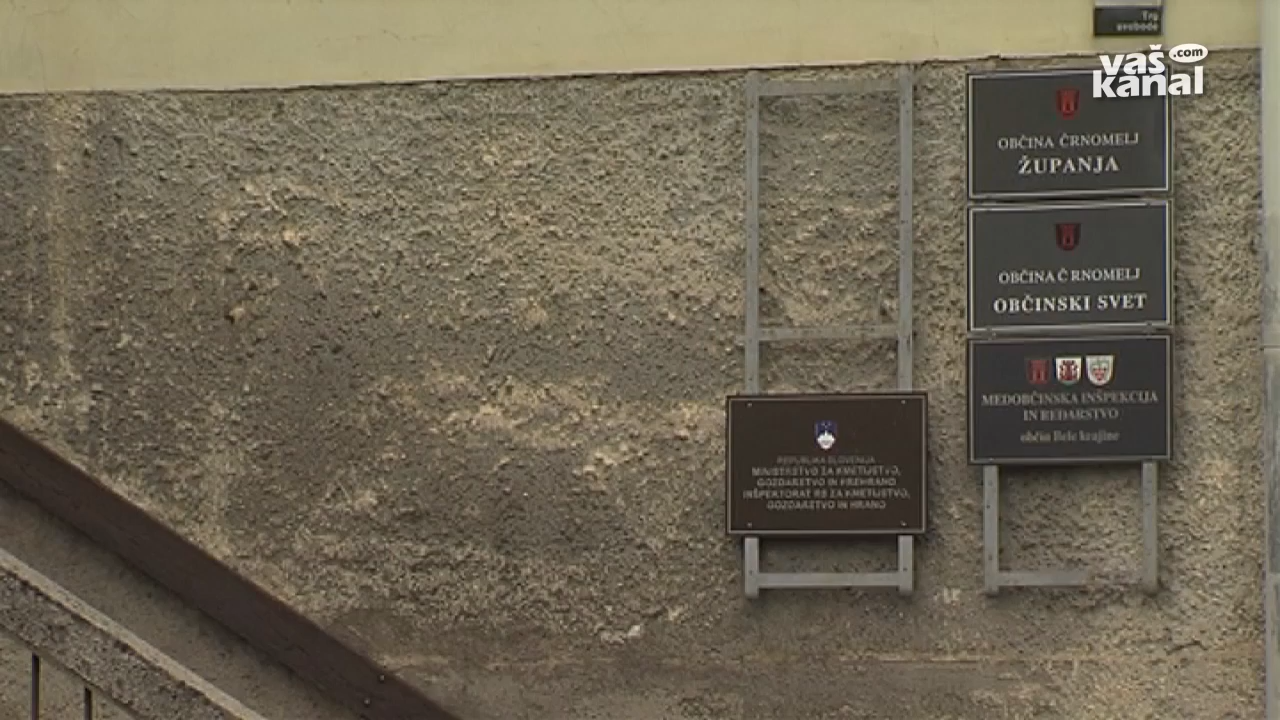 Trg
svobode
vaš
kanal
.com
OBČINA ČRNOMELJ
ŽUPANJA
OBČINA Č RNOMELJ
OBČINSKI SVET
MEDOBČINSKA INŠPEKCIJA
IN REDARSTVO
občin Bele krajine
REPUBLIKA SLOVENIJA
MINISTRSTVO ZA KMETIJSTVO,
GOZDARSTVO IN PREHRANO
INŠPEKTORAT RS ZA KMETIJSTVO,
GOZDARSTVO IN HRANO